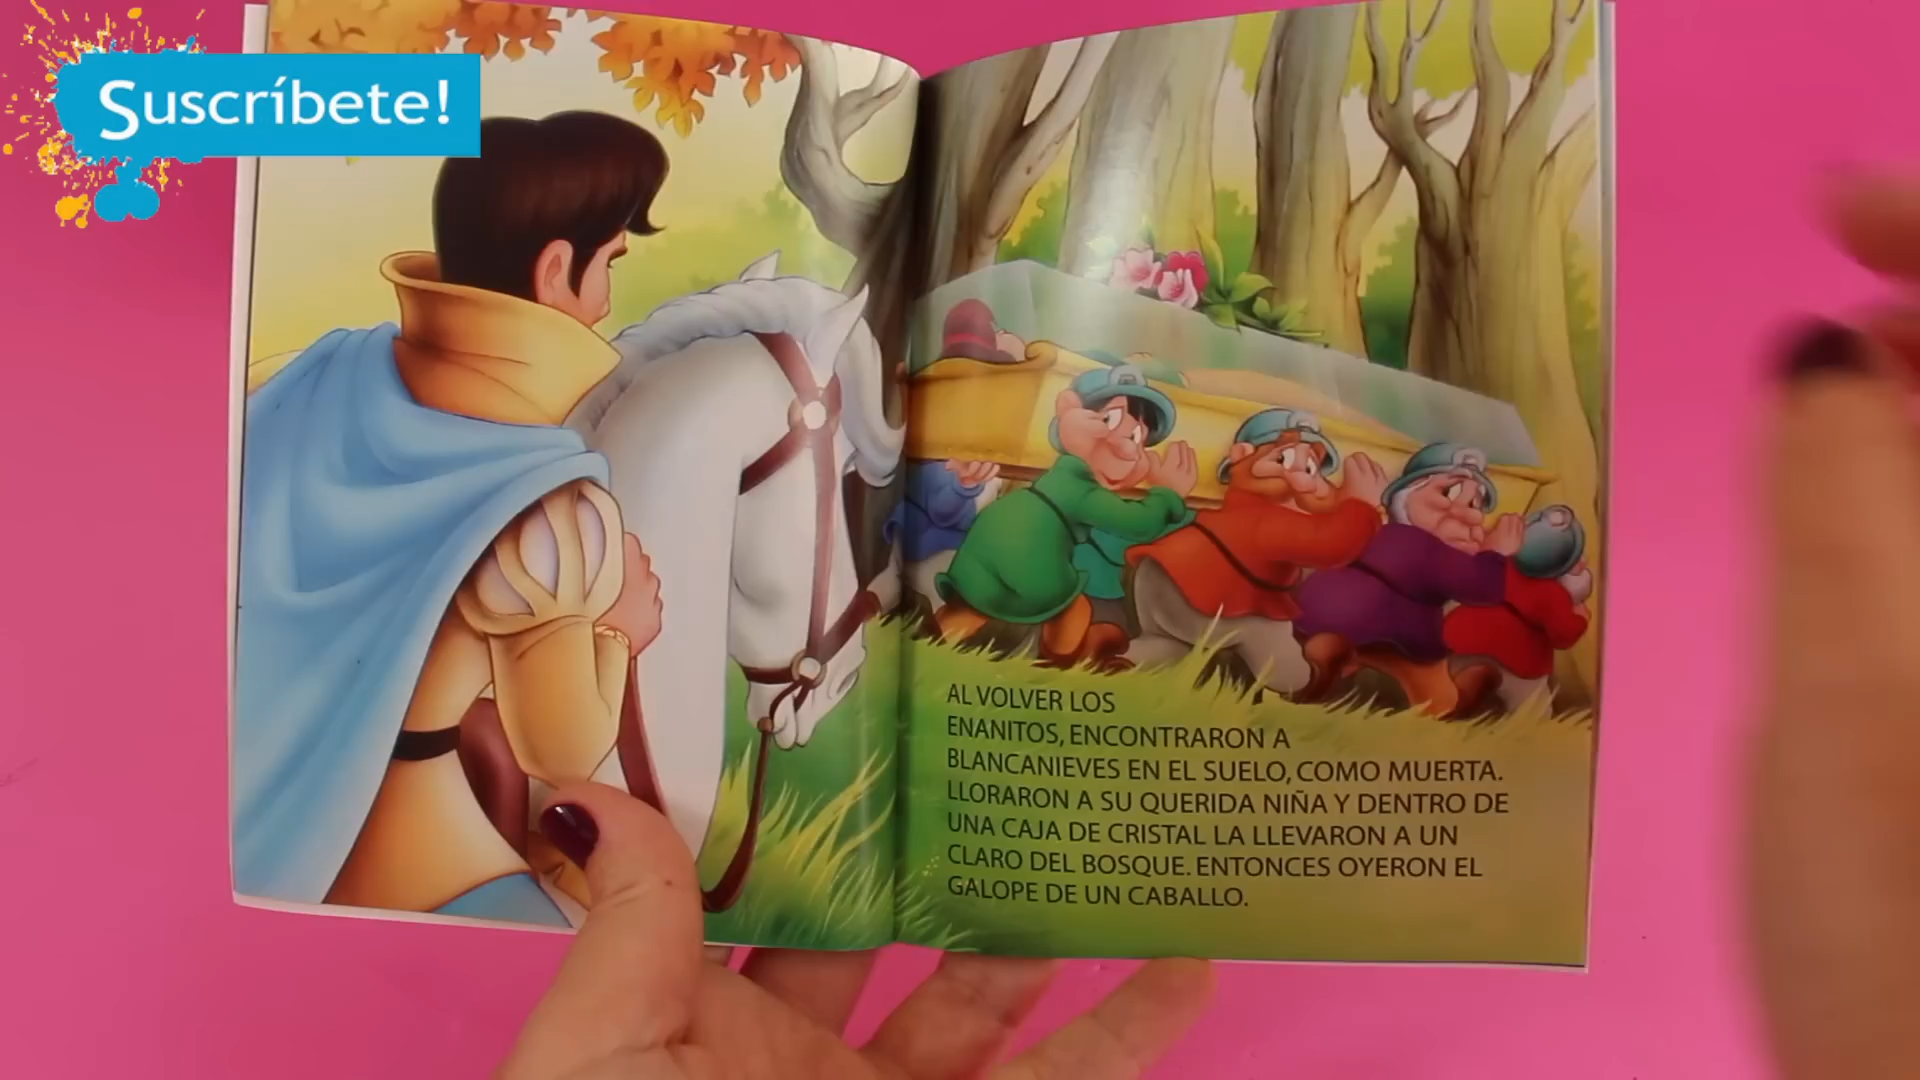 Suscríbete!
AL VOLVER LOS
ENANITOS, ENCONTRARON A
BLANCANIEVES EN EL SUELO, COMO MUERTA.
LLORARON A SU QUERIDA NIÑA Y DENTRO DE
UNA CAJA DE CRISTAL LA LLEVARON A UN
CLARO DEL BOSQUE. ENTONCES OYERON EL
GALOPE DE UN CABALLO.